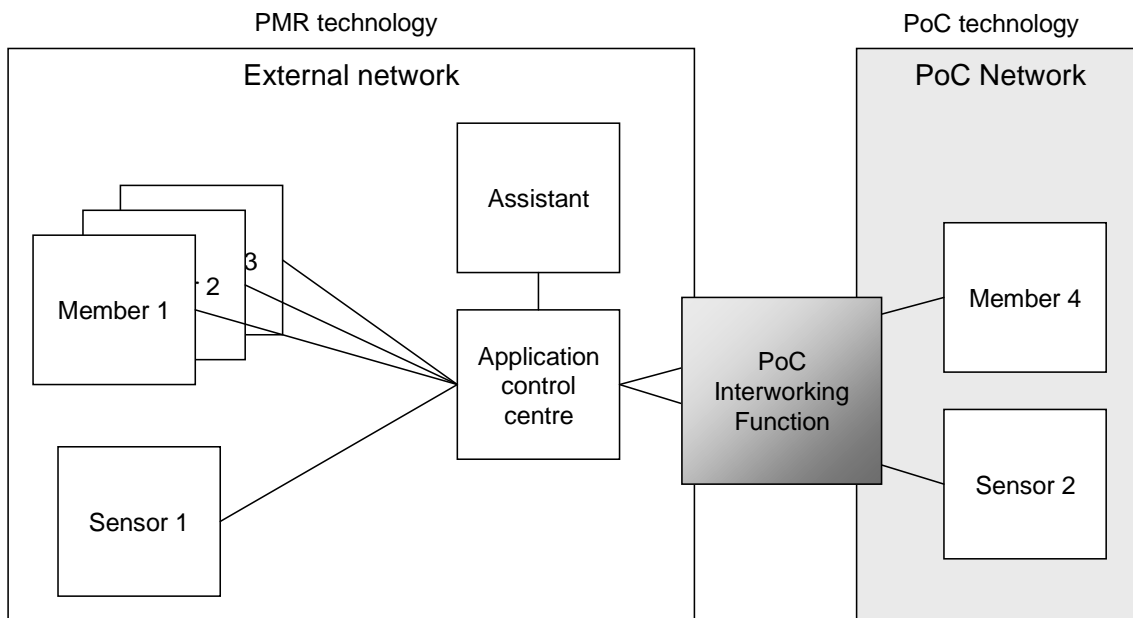 PMR technology
PoC technology
External network
PoC Network
Assistant
3
2
Member 1
Member 4
Application
control
centre
PoC
Interworking
Function
Sensor 1
Sensor 2